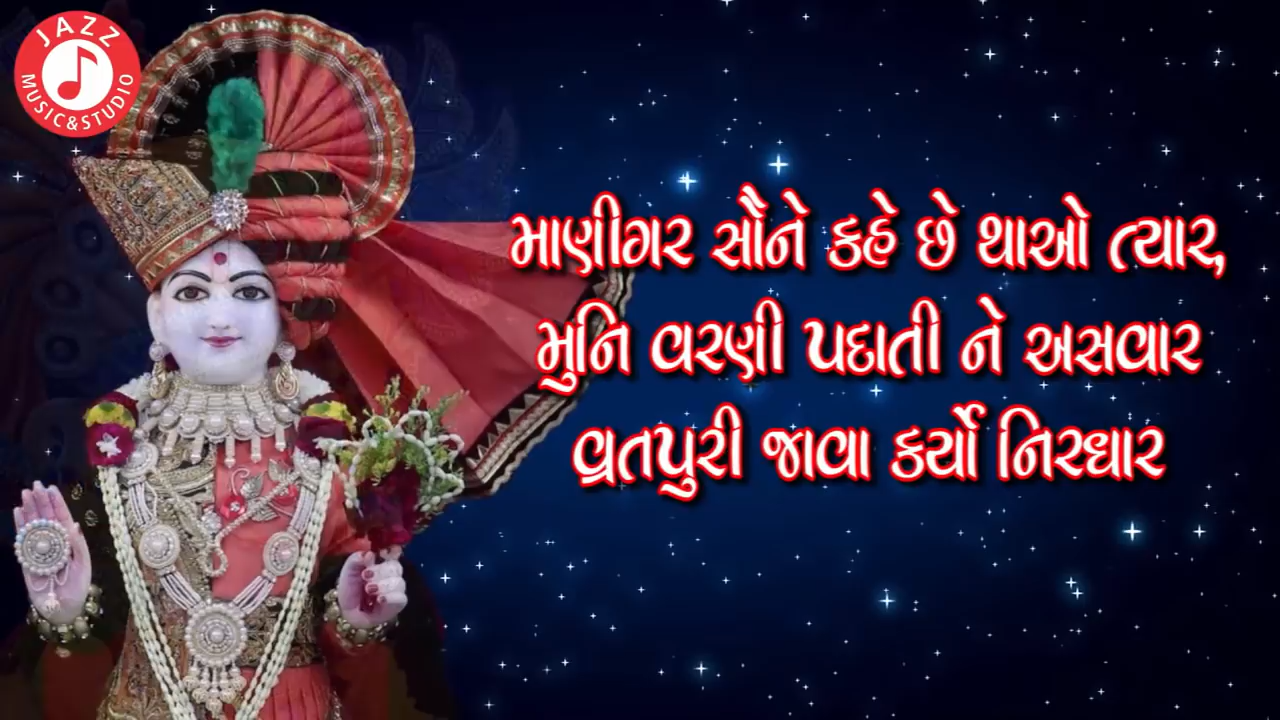 JAZZ
MUSIC&STUDIO
માણીગર સૌને કહે છે થાઓ ત્યાર,
મુનિ વરણી પદાતી ને અસવાર
વ્રતપુરી જાવા કર્યો નિરધાર